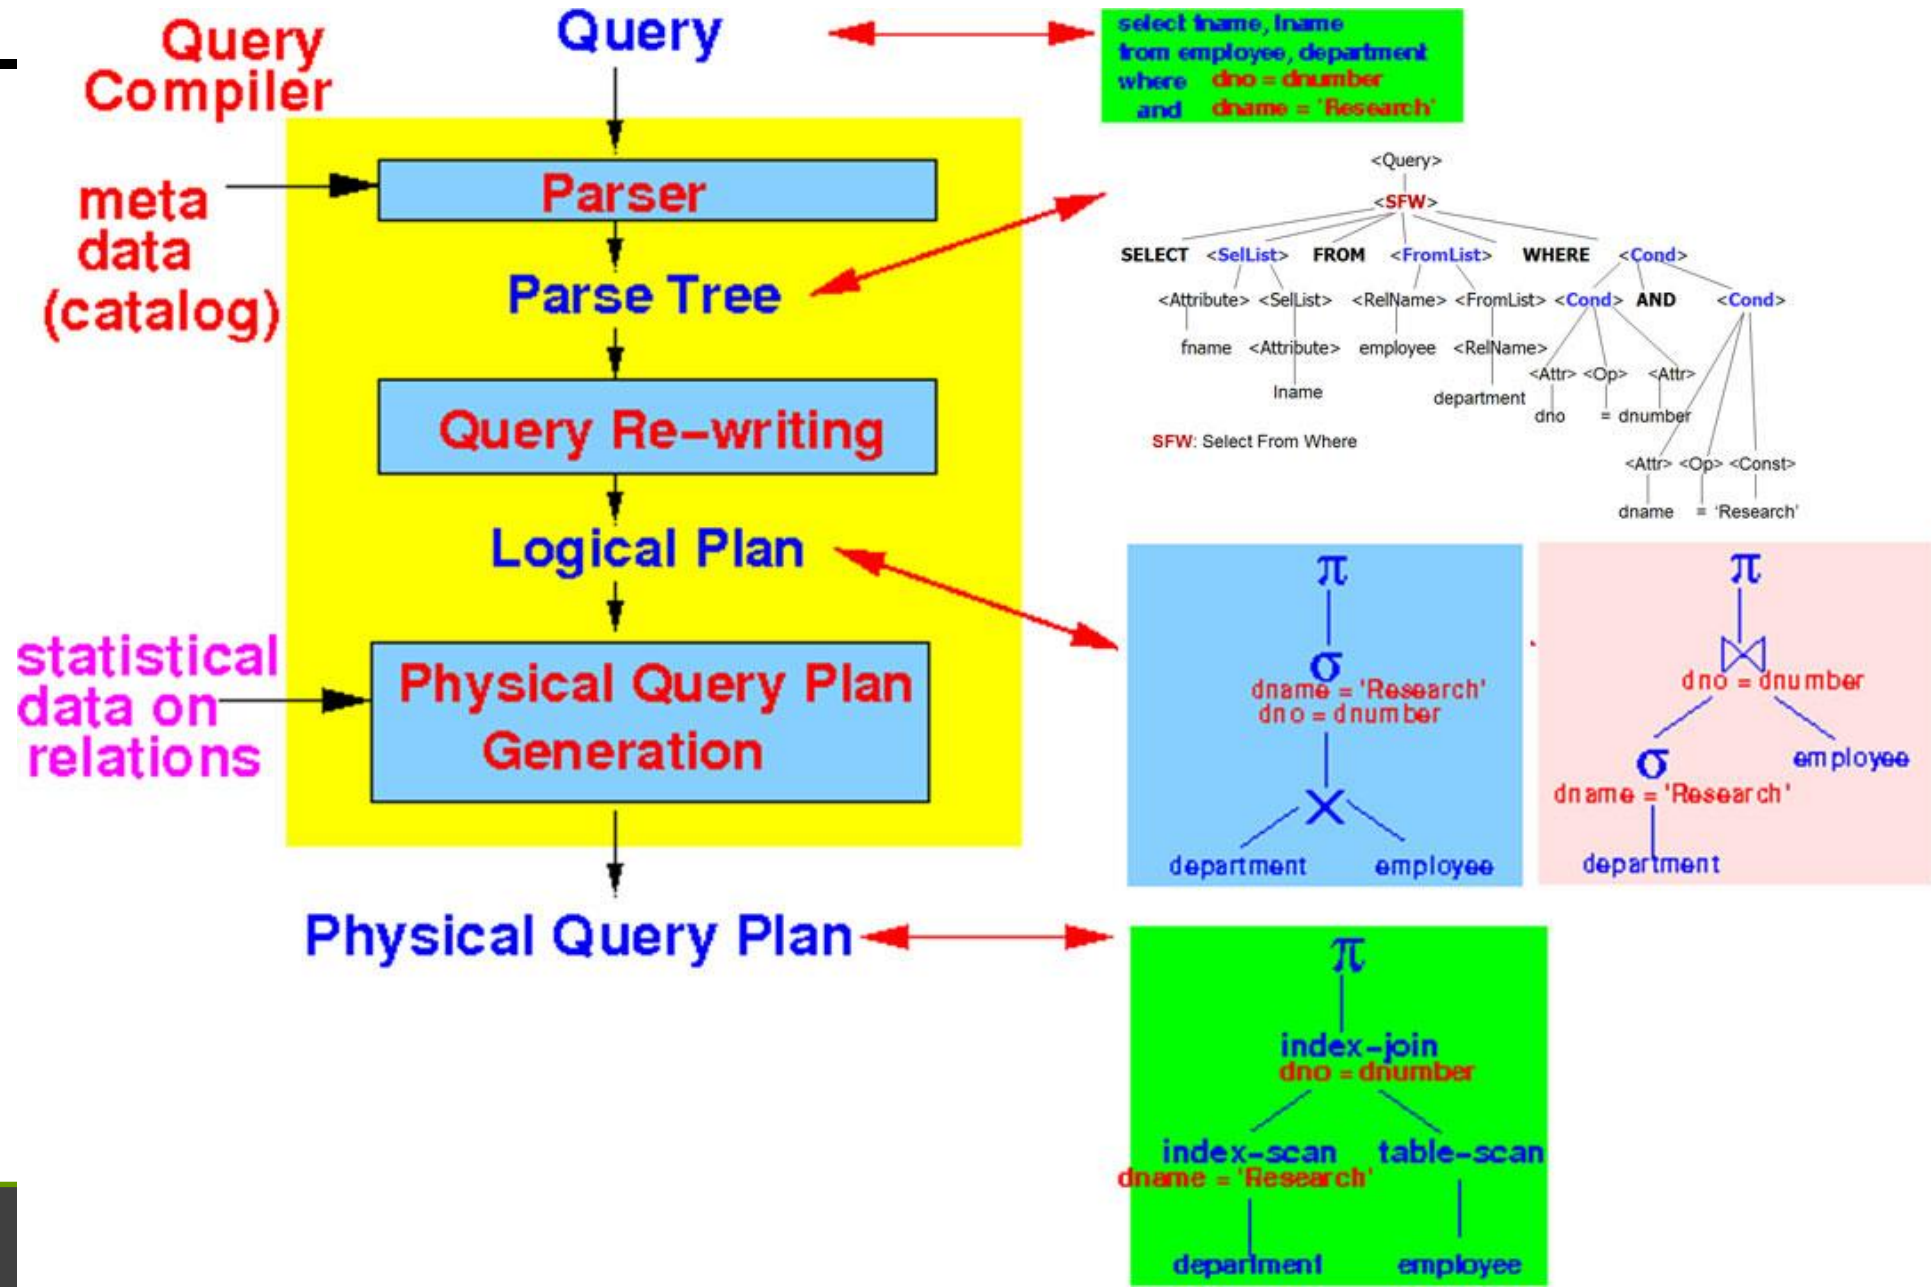 Query
Compiler
Query
select fname, lname
from employee, department
where dno = dnumber
and dname = 'Research'
meta
data
(catalog)
Parser
Parse Tree
Query Re-writing
Logical Plan
statistical
data on
relations
Physical Query Plan
Generation
Physical Query Plan
<Query>
<SFW>
SELECT <SelList> FROM <FromList> WHERE <Cond>
<Attribute> <SelList> <RelName> <FromList> <Cond> AND <Cond>
fname <Attribute> employee <RelName>
<Attr> <Op> <Attr>
lname department
dno = dnumber
SFW: Select From Where
<Attr> <Op> <Const>
dname = 'Research'
π
σ
dname = 'Research'
dno = dnumber
X
department employee
π
⋈
dno = dnumber
σ employee
dname = 'Research'
department
π
index-join
dno = dnumber
index-scan table-scan
dname = 'Research'
department employee